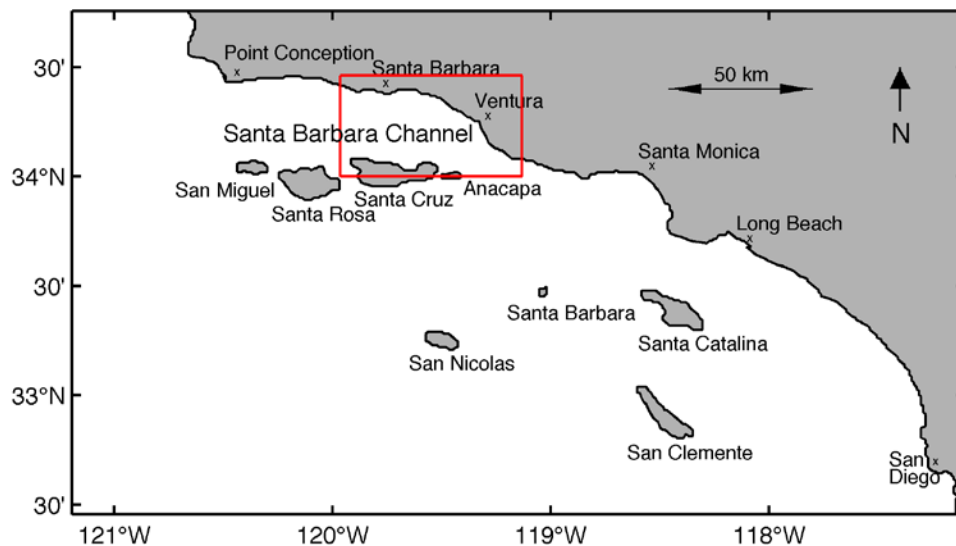 Point Conception
30'
Santa Barbara
50 km
Ventura
N
Santa Barbara Channel
Santa Monica
34°N
San Miguel
Anacapa
Santa Cruz
Santa Rosa
Long Beach
30'
Santa Barbara
Santa Catalina
San Nicolas
33°N
San Clemente
San
Diego
30'
121°W
120°W
119°W
118°W